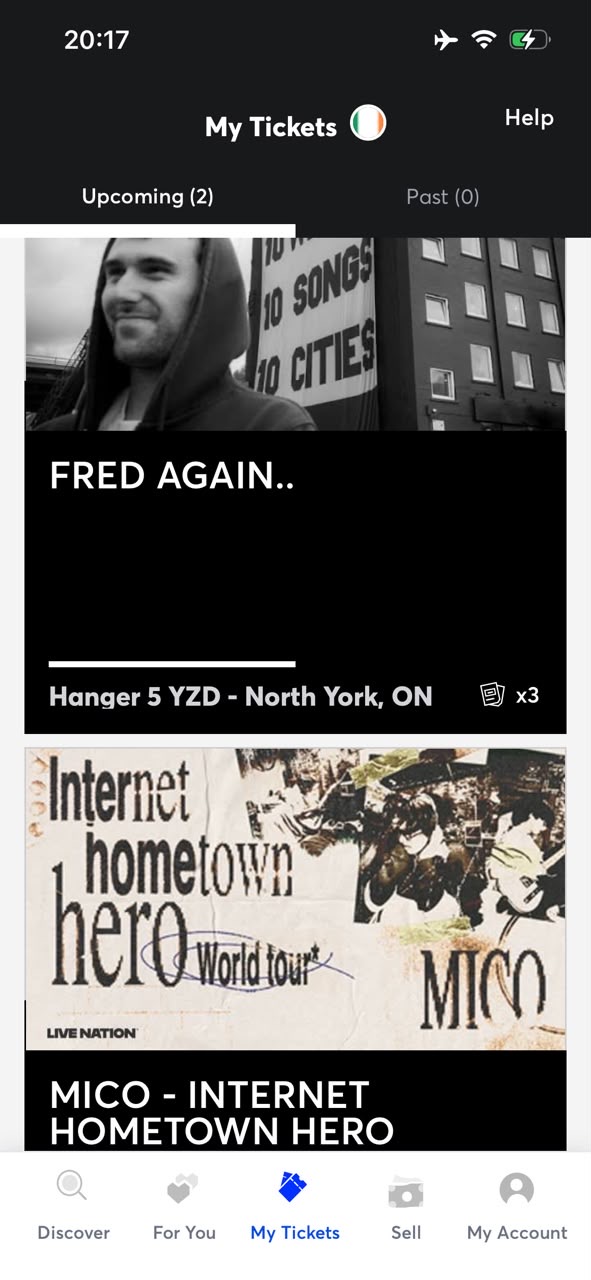 20:17
My Tickets
Help
Upcoming (2)
Past (0)
10 SONGS
10 CITIES
FRED AGAIN..
Hanger 5 YZD - North York, ON
x3
Internet
hometown
hero World tour*
MICO
LIVE NATION
MICO - INTERNET
HOMETOWN HERO
Discover
For You
My Tickets
Sell
My Account